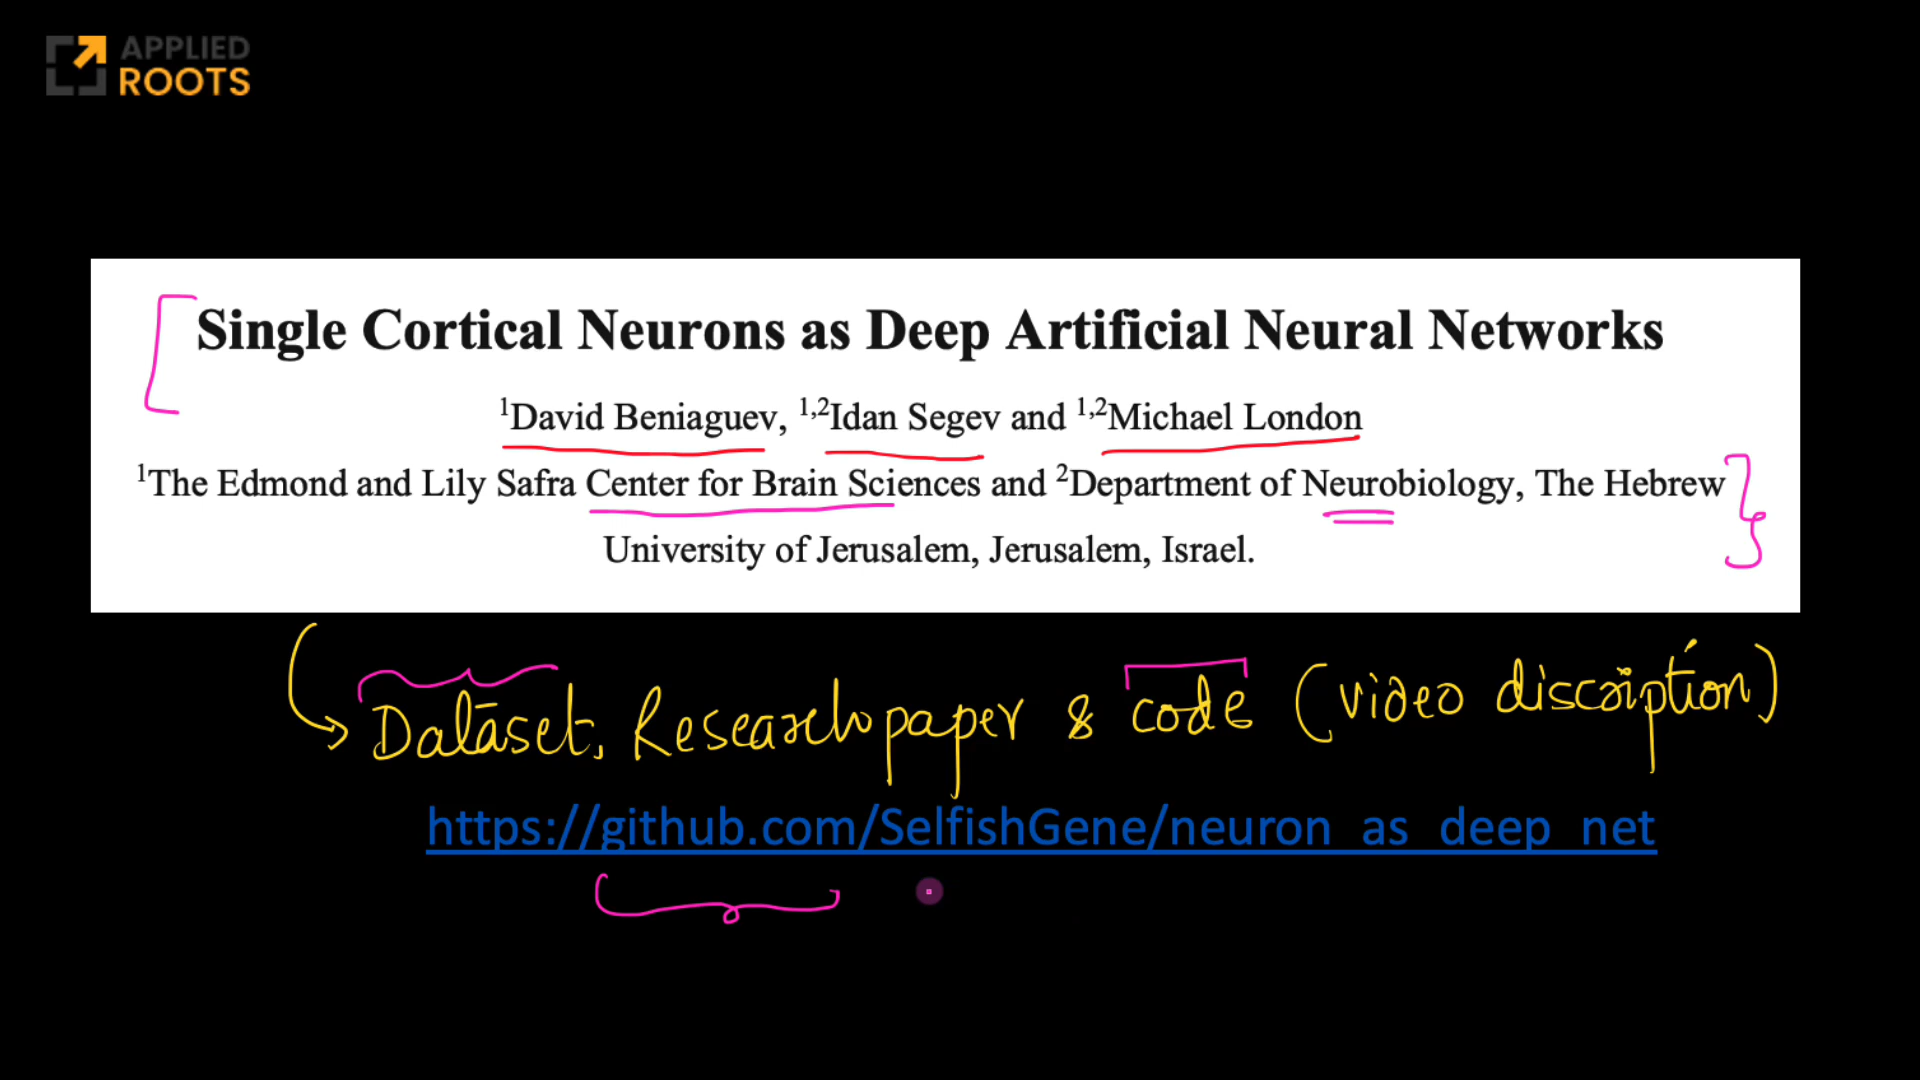 APPLIED
ROOTS
Single Cortical Neurons as Deep Artificial Neural Networks
¹David Beniaguev, ¹,²Idan Segev and ¹,²Michael London
¹The Edmond and Lily Safra Center for Brain Sciences and ²Department of Neurobiology, The Hebrew
University of Jerusalem, Jerusalem, Israel.
Dataset, Research paper & code (video discription)
https://github.com/SelfishGene/neuron_as_deep_net